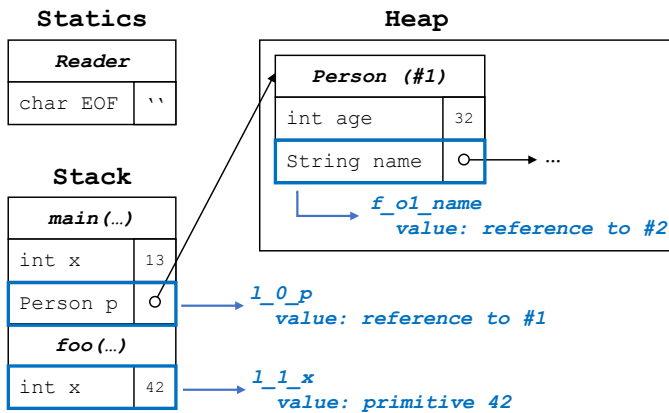 Statics
Reader
char EOF ``
Heap
Person (#1)
int age 32
String name ...
f_o1_name
value: reference to #2
Stack
main(…)
int x 13
Person p
l_0_p
value: reference to #1
foo(…)
int x 42
l_1_x
value: primitive 42